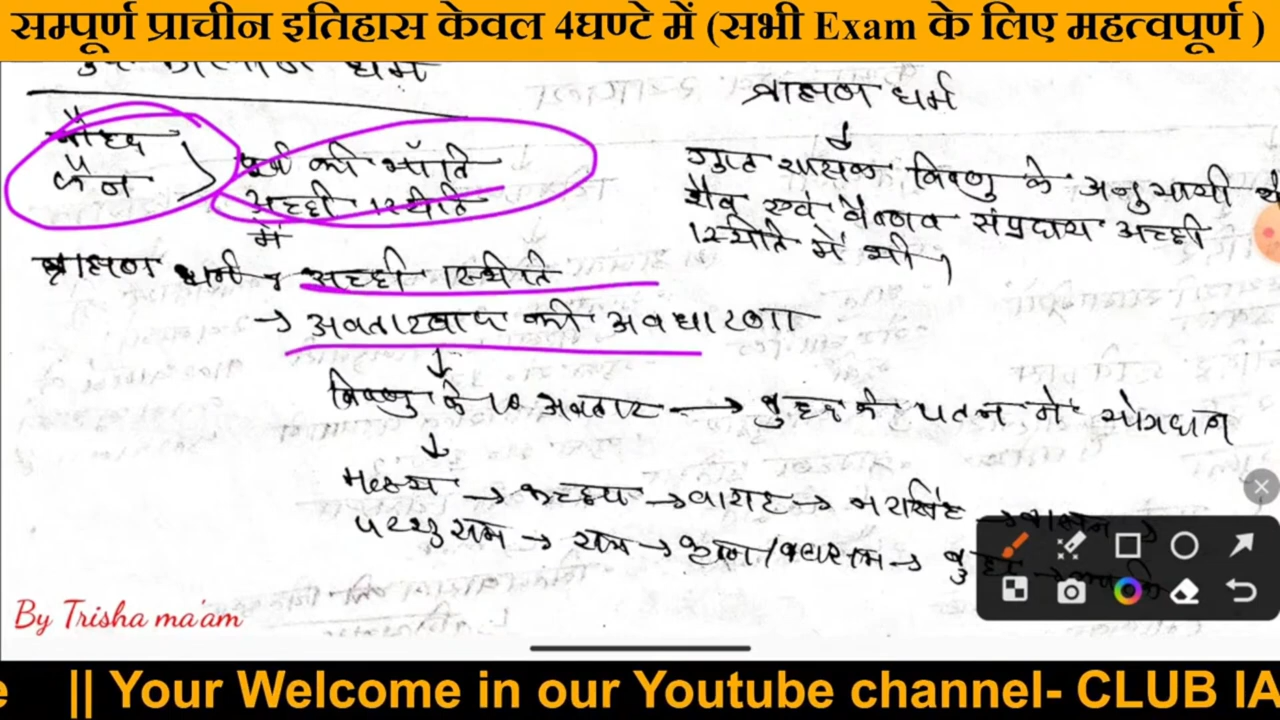 सम्पूर्ण प्राचीन इतिहास केवल 4घण्टे में (सभी Exam के लिए महत्वपूर्ण )
धर्म
ब्राह्मण धर्म
बौद्ध
व
जैन
पूर्व की भाँति
अच्छी स्थिति
में
गुप्त शासक विष्णु के अनुयायी थे
शैव एवं वैष्णव संप्रदाय अच्छी
स्थिति में थी।
ब्राह्मण धर्म अच्छी स्थिति
→ अवतारवाद की अवधारणा
↓
विष्णु के 10 अवतार → बुद्ध के पतन में योगदान
↓
मत्स्य → कच्छप → वाराह → नरसिंह → वामन →
परशुराम → राम → कृष्ण/बलराम → बुद्ध →
By Trisha ma'am
e || Your Welcome in our Youtube channel- CLUB IA